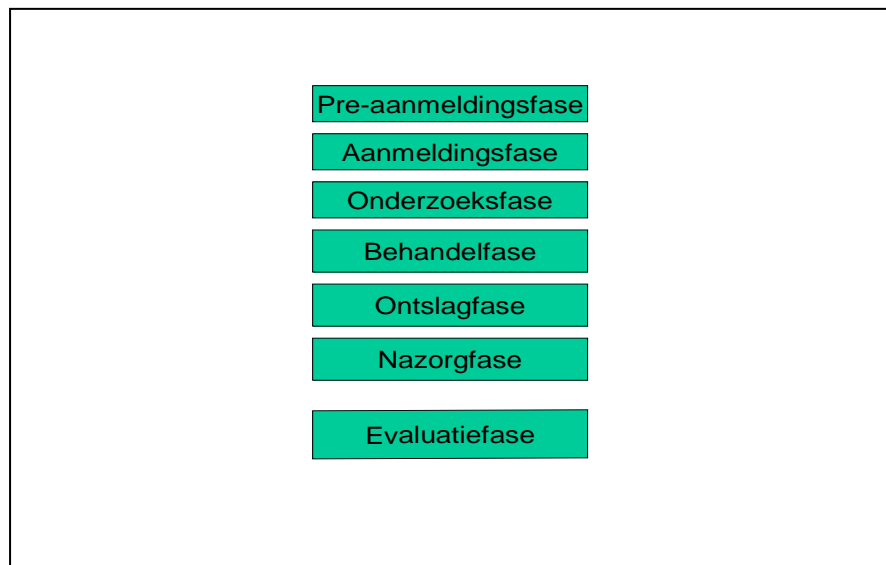 Pre-aanmeldingsfase
Aanmeldingsfase
Onderzoeksfase
Behandelfase
Ontslagfase
Nazorgfase
Evaluatiefase